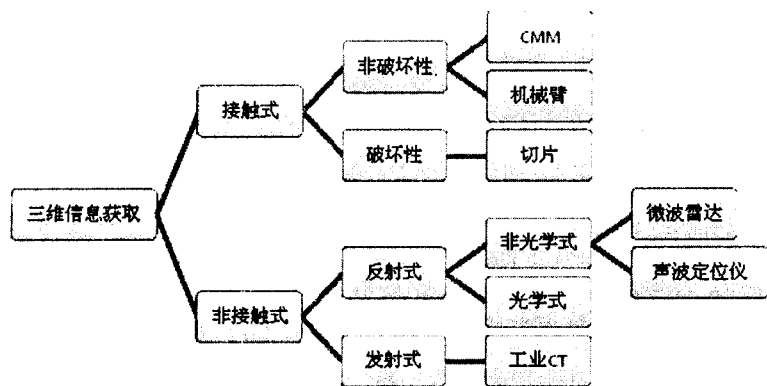 CMM
非破坏性
机械臂
接触式
破坏性
切片
三维信息获取
微波雷达
非光学式
反射式
声波定位仪
光学式
非接触式
发射式
工业CT